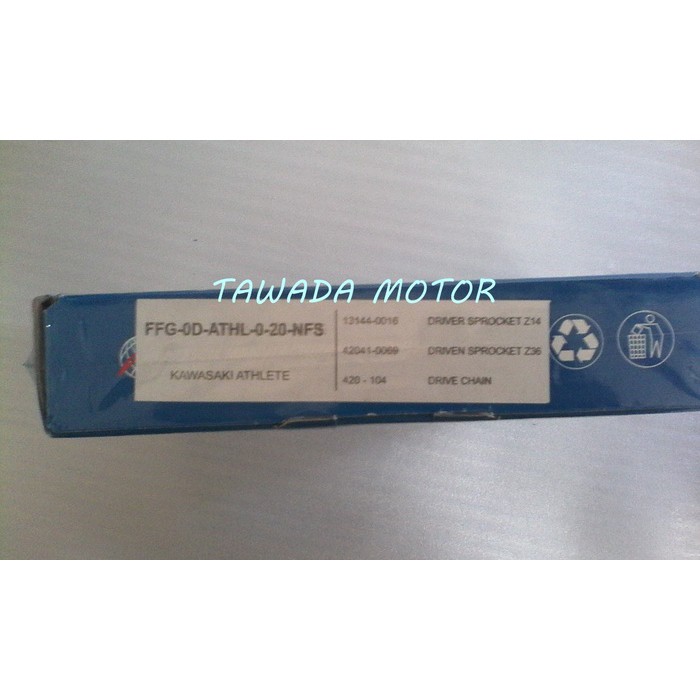 TAWADA MOTOR
FFG-0D-ATHL-0-20-NFS
KAWASAKI ATHLETE
13144-0016 DRIVER SPROCKET Z14
42041-0069 DRIVEN SPROCKET Z36
420 - 104 DRIVE CHAIN